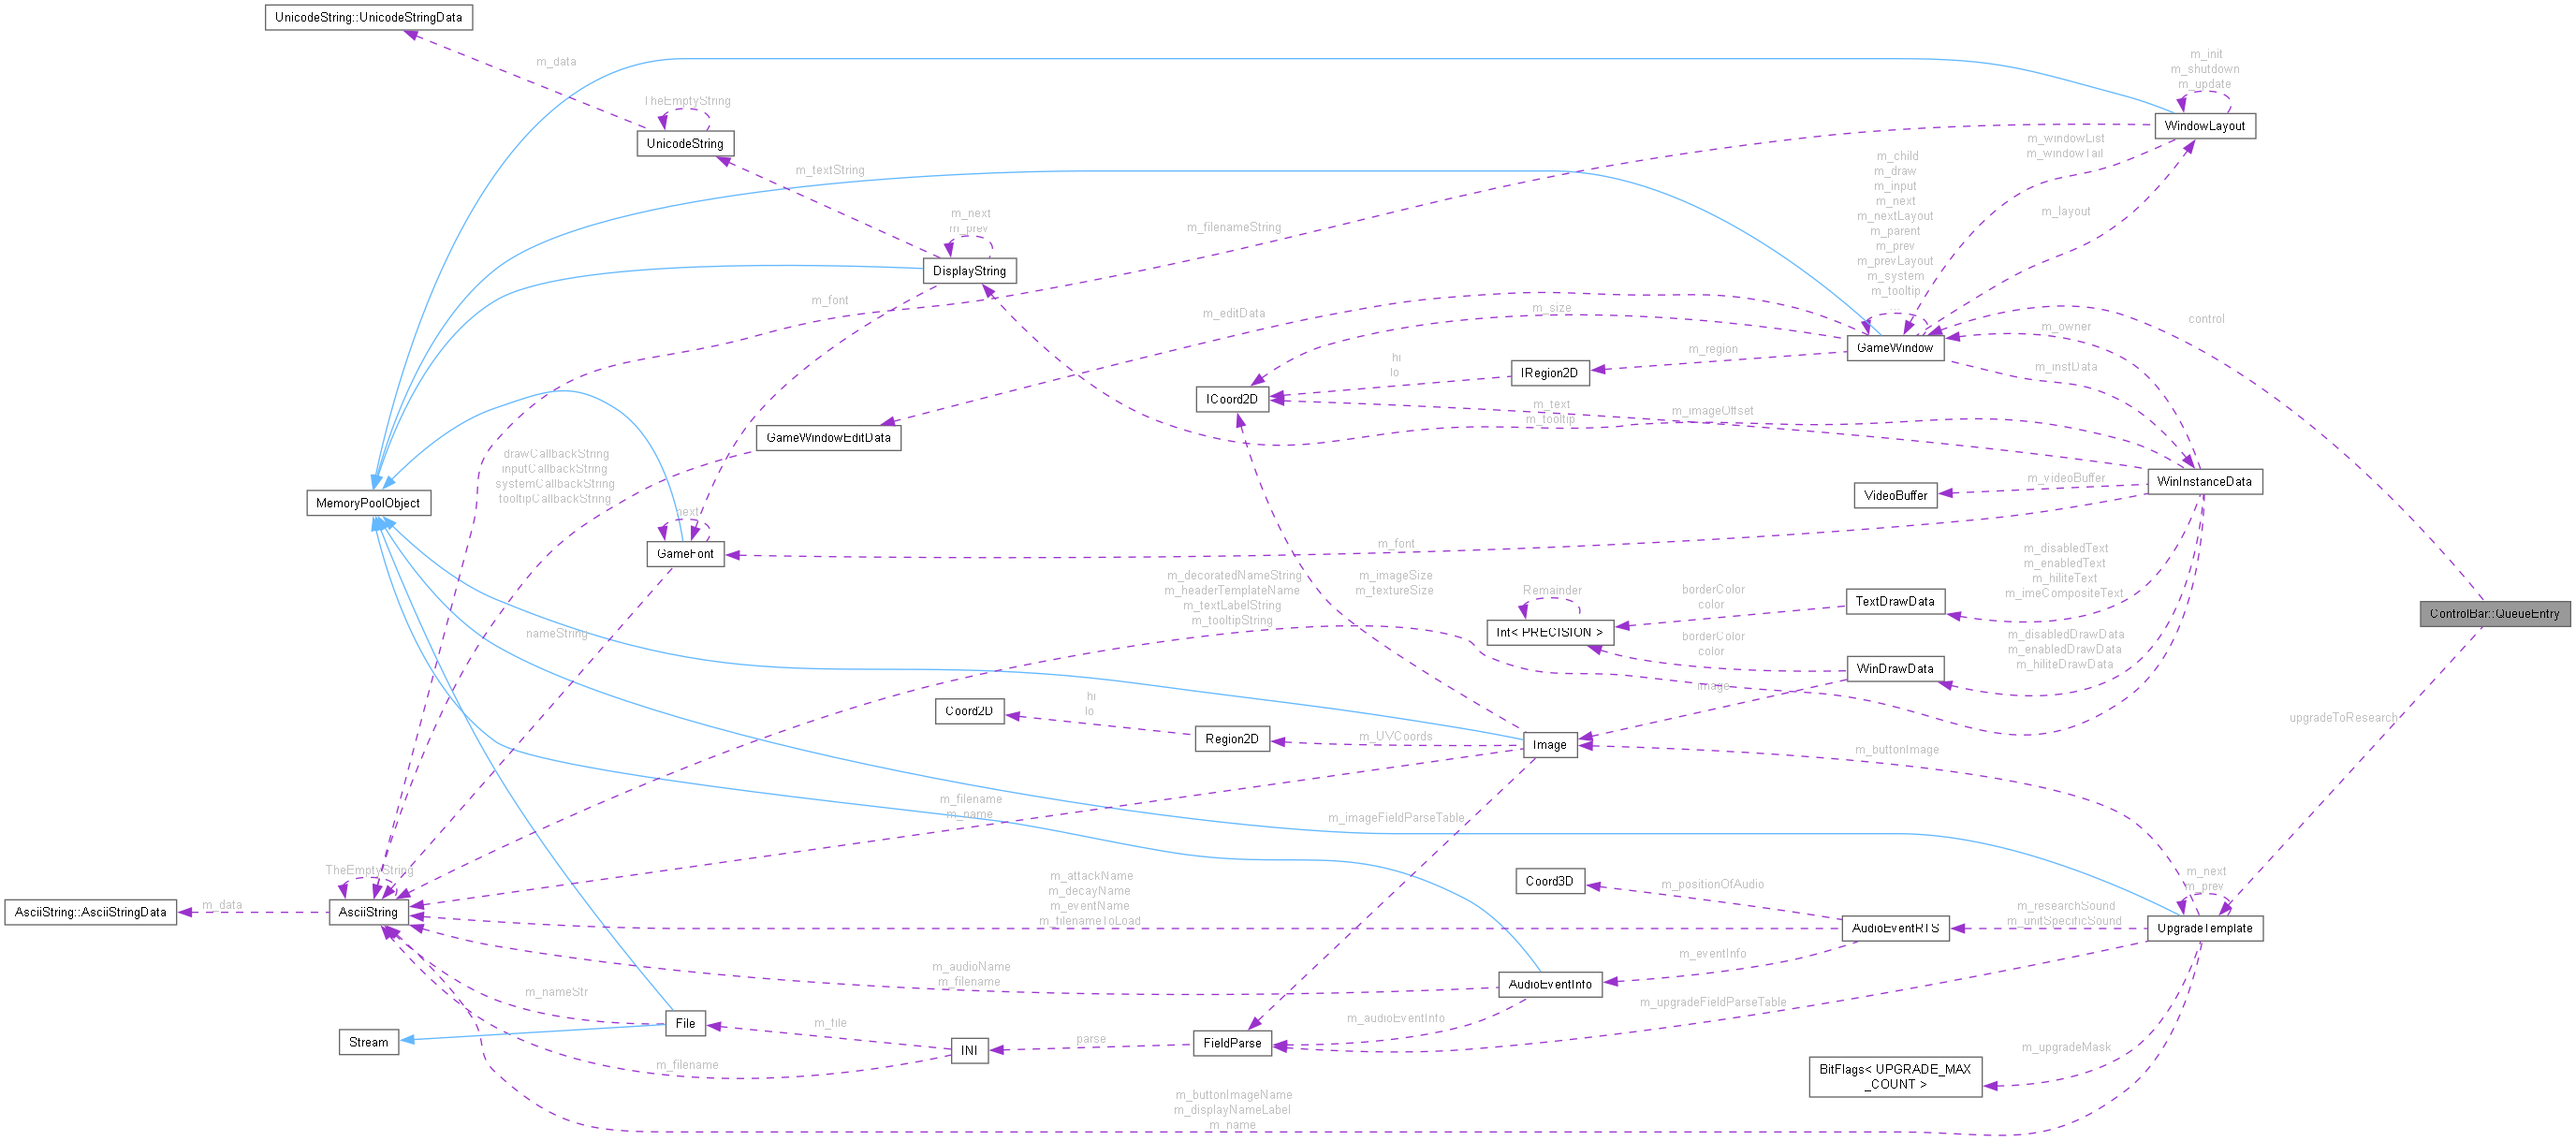 UnicodeString::UnicodeStringData
m_data
TheEmptyString
UnicodeString
m_textString
m_next
m_prev
DisplayString
m_font
m_filenameString
m_init
m_shutdown
m_update
WindowLayout
m_windowList
m_windowTail
m_child
m_draw
m_input
m_next
m_nextLayout
m_parent
m_prev
m_prevLayout
m_system
m_tooltip
m_layout
m_editData
m_size
control
m_owner
GameWindow
m_region
hi
lo
IRegion2D
m_instData
ICoord2D
m_text
m_tooltip
m_imageOffset
GameWindowEditData
drawCallbackString
inputCallbackString
systemCallbackString
tooltipCallbackString
MemoryPoolObject
m_videoBuffer
WinInstanceData
VideoBuffer
next
GameFont
m_font
m_disabledText
m_enabledText
m_hiliteText
m_imeCompositeText
m_decoratedNameString
m_headerTemplateName
m_textLabelString
m_tooltipString
m_imageSize
m_textureSize
Remainder
borderColor
color
TextDrawData
ControlBar::QueueEntry
nameString
Int< PRECISION >
borderColor
color
m_disabledDrawData
m_enabledDrawData
m_hiliteDrawData
WinDrawData
image
hi
lo
Coord2D
Region2D
m_UVCoords
Image
m_buttonImage
upgradeToResearch
m_filename
m_name
m_imageFieldParseTable
TheEmptyString
m_attackName
m_decayName
m_eventName
m_filenameToLoad
Coord3D
m_positionOfAudio
m_next
m_prev
m_researchSound
m_unitSpecificSound
AsciiString::AsciiStringData
m_data
AsciiString
AudioEventRTS
UpgradeTemplate
m_eventInfo
m_audioName
m_filename
AudioEventInfo
m_nameStr
m_upgradeFieldParseTable
m_file
File
m_audioEventInfo
Stream
parse
FieldParse
INI
m_filename
m_upgradeMask
BitFlags< UPGRADE_MAX
_COUNT >
m_buttonImageName
m_displayNameLabel
m_name